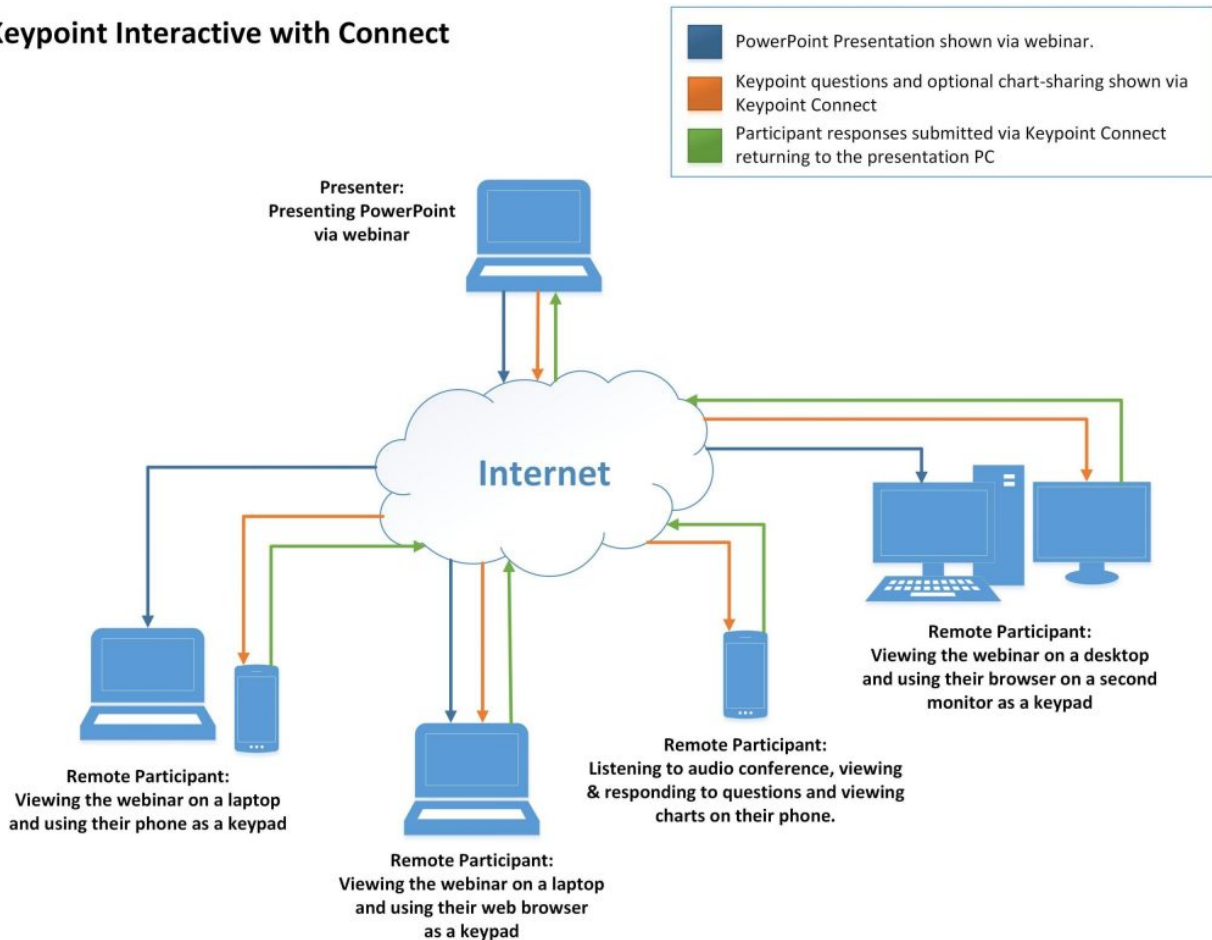 Keypoint Interactive with Connect
PowerPoint Presentation shown via webinar.
Keypoint questions and optional chart-sharing shown via
Keypoint Connect
Participant responses submitted via Keypoint Connect
returning to the presentation PC
Presenter:
Presenting PowerPoint
via webinar
Internet
Remote Participant:
Viewing the webinar on a desktop
and using their browser on a second
monitor as a keypad
Remote Participant:
Listening to audio conference, viewing
& responding to questions and viewing
charts on their phone.
Remote Participant:
Viewing the webinar on a laptop
and using their phone as a keypad
Remote Participant:
Viewing the webinar on a laptop
and using their web browser
as a keypad